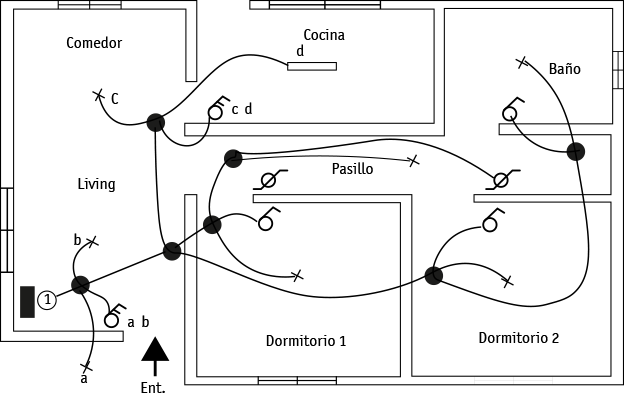 Comedor
Cocina
d
Baño
C
c d
Pasillo
Living
b
1
a b
Dormitorio 1
Dormitorio 2
a
Ent.